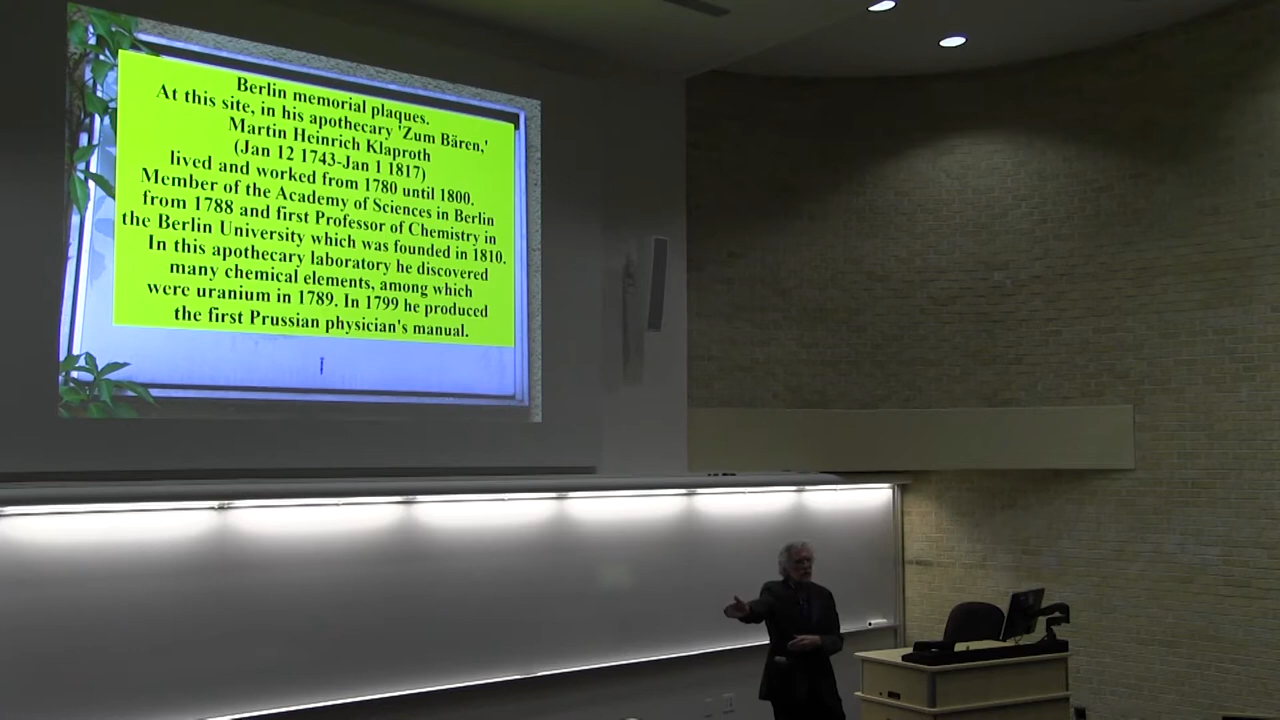 Berlin memorial plaques.
At this site, in his apothecary 'Zum Bären,'
Martin Heinrich Klaproth
(Jan 12 1743-Jan 1 1817)
lived and worked from 1780 until 1800.
Member of the Academy of Sciences in Berlin
from 1788 and first Professor of Chemistry in
the Berlin University which was founded in 1810.
In this apothecary laboratory he discovered
many chemical elements, among which
were uranium in 1789. In 1799 he produced
the first Prussian physician's manual.